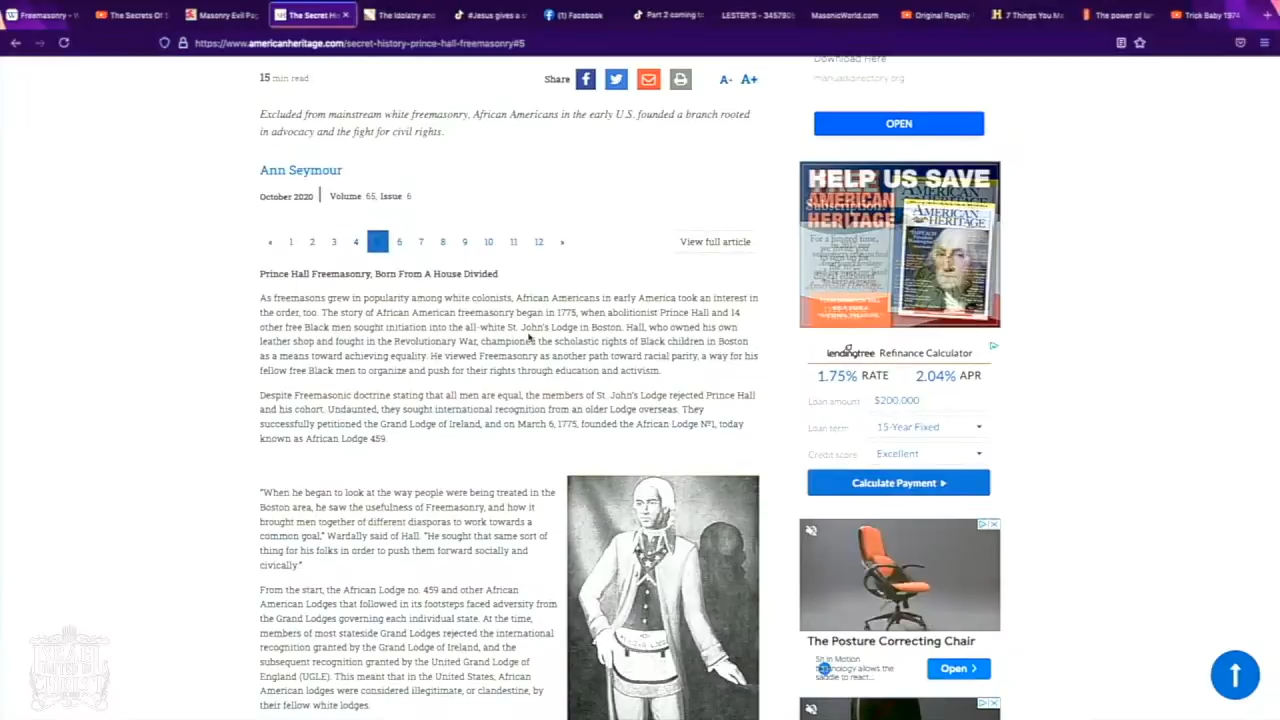 Freemasonry - W
The Secrets Of S
Masonry Evil Pag
The Secret Hi
The Idolatry and
#Jesus gives a s
(1) Facebook
Part 2 coming to
LESTER'S - 345790
MasonicWorld.com
Original Royalty
7 Things You Mu
The power of lan
Trick Baby 1974
https://www.americanheritage.com/secret-history-prince-hall-freemasonry#5
15 min read
Share
A- A+
Excluded from mainstream white freemasonry, African Americans in the early U.S. founded a branch rooted
in advocacy and the fight for civil rights.
Ann Seymour
October 2020 | Volume 65, Issue 6
« 1 2 3 4 5 6 7 8 9 10 11 12 »
View full article
Prince Hall Freemasonry, Born From A House Divided
As freemasons grew in popularity among white colonists, African Americans in early America took an interest in
the order, too. The story of African American freemasonry began in 1775, when abolitionist Prince Hall and 14
other free Black men sought initiation into the all-white St. John's Lodge in Boston. Hall, who owned his own
leather shop and fought in the Revolutionary War, championed the scholastic rights of Black children in Boston
as a means toward achieving equality. He viewed Freemasonry as another path toward racial parity, a way for his
fellow free Black men to organize and push for their rights through education and activism.
Despite Freemasonic doctrine stating that all men are equal, the members of St. John's Lodge rejected Prince Hall
and his cohort. Undaunted, they sought international recognition from an older Lodge overseas. They
successfully petitioned the Grand Lodge of Ireland, and on March 6, 1775, founded the African Lodge №1, today
known as African Lodge 459.
"When he began to look at the way people were being treated in the
Boston area, he saw the usefulness of Freemasonry, and how it
brought men together of different diasporas to work towards a
common goal," Wardally said of Hall. "He sought that same sort of
thing for his folks in order to push them forward socially and
civically."
From the start, the African Lodge no. 459 and other African
American Lodges that followed in its footsteps faced adversity from
the Grand Lodges governing each individual state. At the time,
members of most stateside Grand Lodges rejected the international
recognition granted by the Grand Lodge of Ireland, and the
subsequent recognition granted by the United Grand Lodge of
England (UGLE). This meant that in the United States, African
American lodges were considered illegitimate, or clandestine, by
their fellow white lodges.
Download Here
manualsdirectory.org
OPEN
HELP US SAVE
AMERICAN
HERITAGE
AMERICAN
HERITAGE
lendingtree Refinance Calculator
1.75% RATE 2.04% APR
Loan amount $200,000
Loan term 15-Year Fixed
Credit score Excellent
Calculate Payment
The Posture Correcting Chair
Sit In Motion
technology allows the
saddle to react...
Open